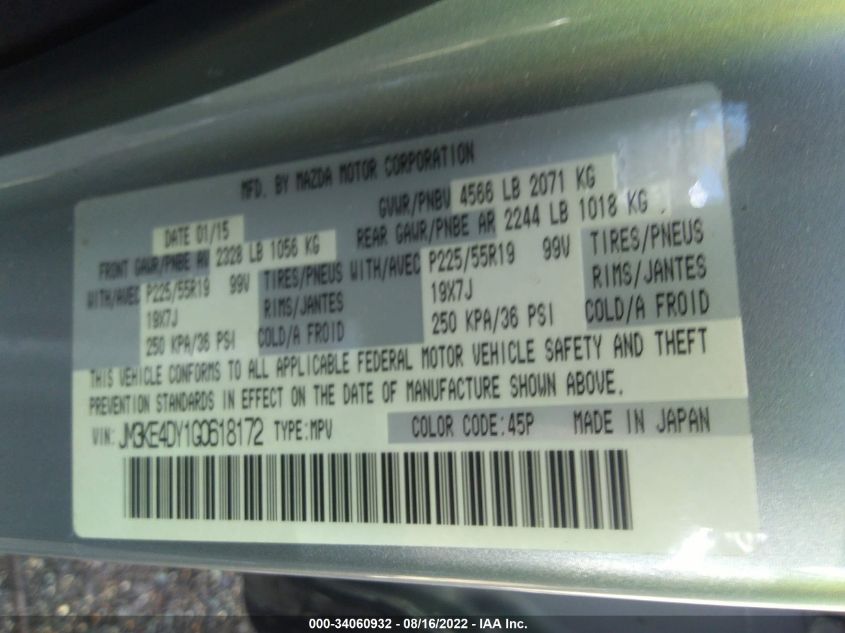 MFD. BY MAZDA MOTOR CORPORATION
DATE 01/15 GVWR/PNBV 4566 LB 2071 KG
FRONT GAWR/PNBE AV 2328 LB 1056 KG REAR GAWR/PNBE AR 2244 LB 1018 KG
WITH/AVEC P225/55R19 99V TIRES/PNEUS WITH/AVEC P225/55R19 99V TIRES/PNEUS
19X7J RIMS/JANTES 19X7J RIMS/JANTES
250 KPA/36 PSI COLD/A FROID 250 KPA/36 PSI COLD/A FROID
THIS VEHICLE CONFORMS TO ALL APPLICABLE FEDERAL MOTOR VEHICLE SAFETY AND THEFT
PREVENTION STANDARDS IN EFFECT ON THE DATE OF MANUFACTURE SHOWN ABOVE.
VIN: JM3KE4DY1G0618172 TYPE:MPV COLOR CODE:45P MADE IN JAPAN
000-34060932 - 08/16/2022 - IAA Inc.